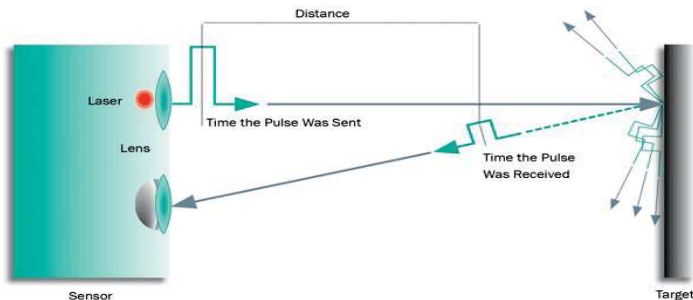 Distance
Laser
Time the Pulse Was Sent
Lens
Time the Pulse
Was Received
Sensor
Target